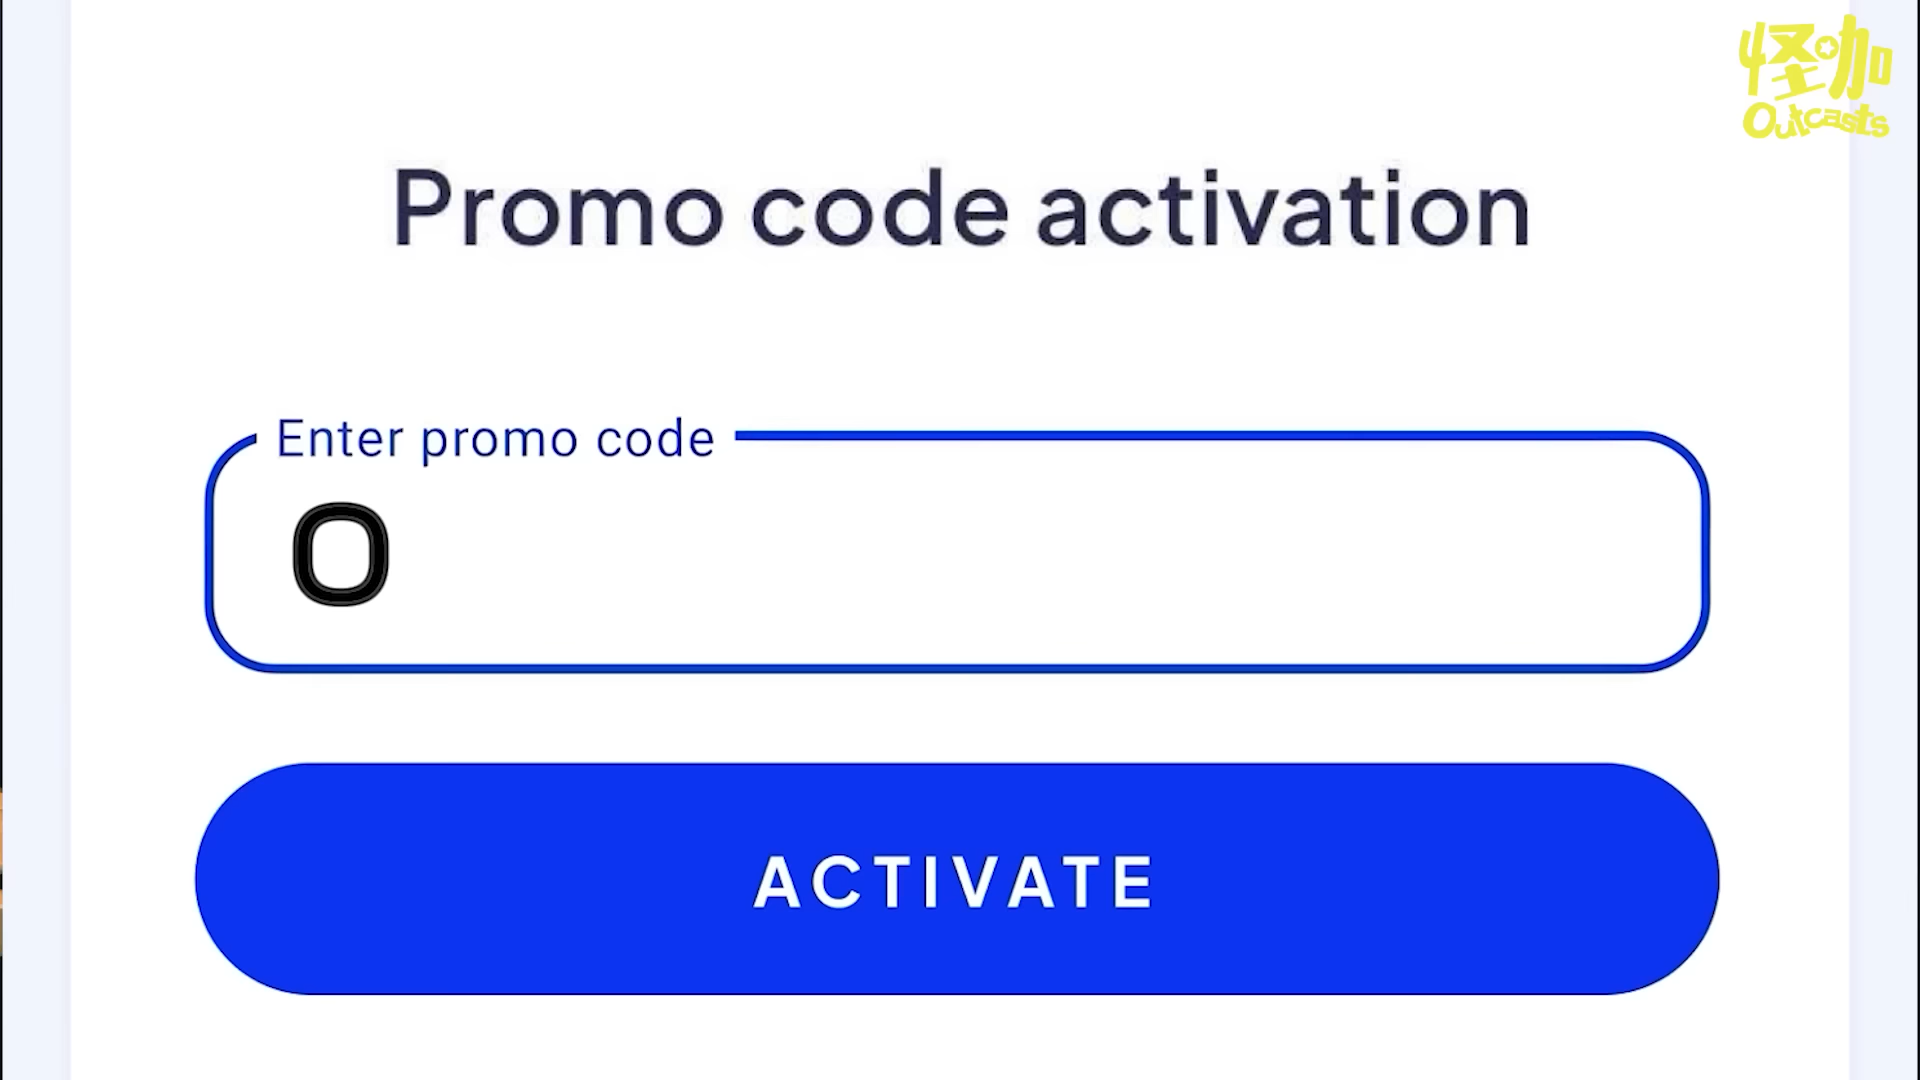 怪咖
Outcasts
Promo code activation
Enter promo code
O
ACTIVATE